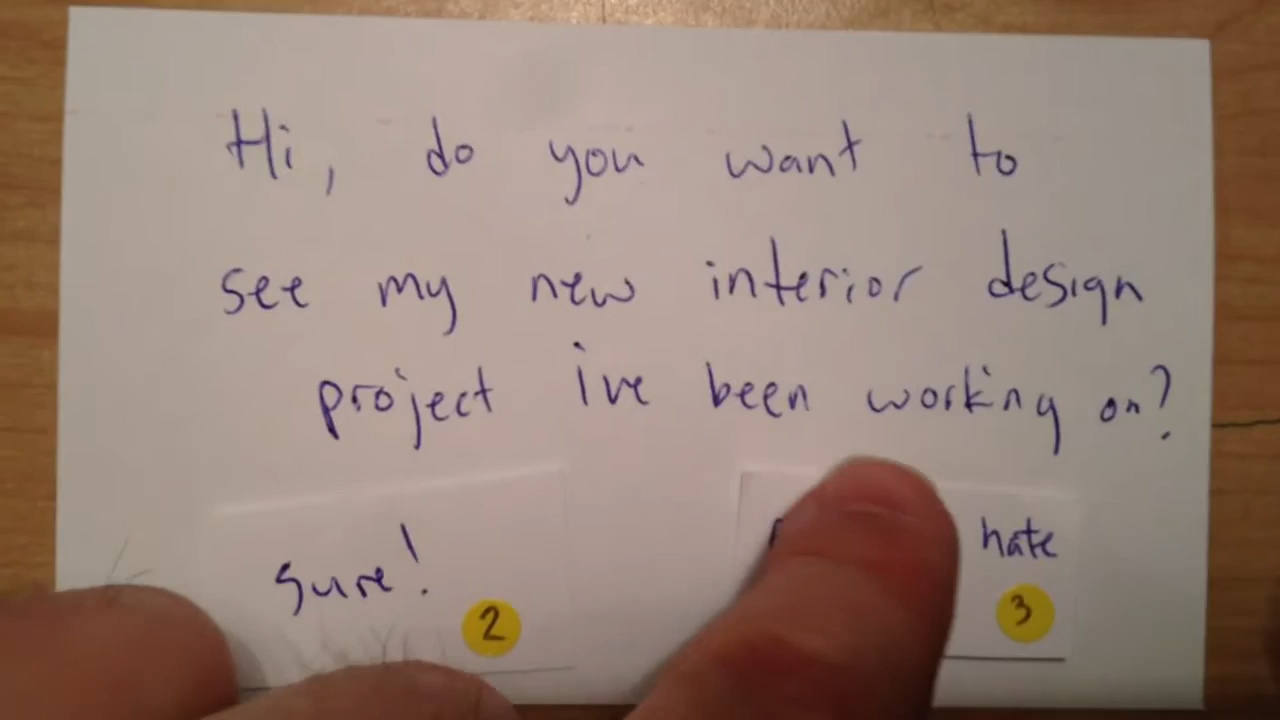 Hi, do you want to
see my new interior design
project ive been working on?
sure!
2
hate
3